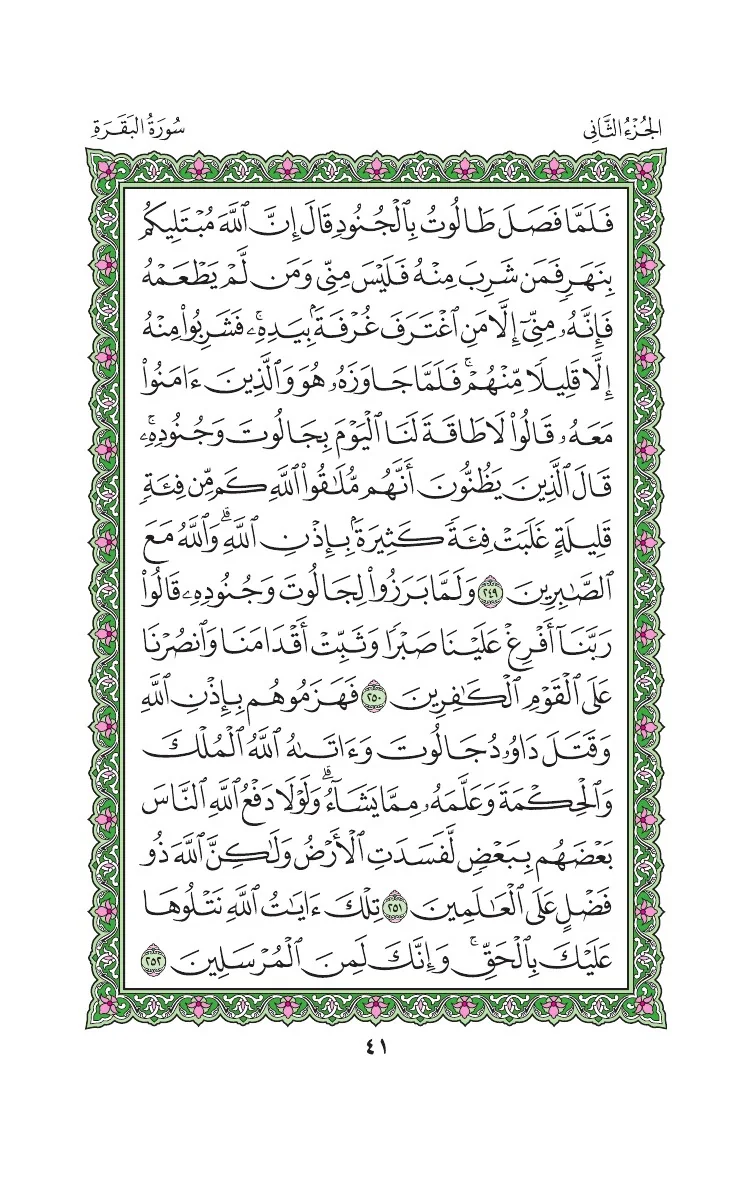 الجُزْءُ الثَّانِي
سُورَةُ البَقَرَةِ
فَلَمَّا فَصَلَ طَالُوتُ بِٱلْجُنُودِ قَالَ إِنَّ ٱللَّهَ مُبْتَلِيكُم
بِنَهَرٍ فَمَن شَرِبَ مِنْهُ فَلَيْسَ مِنِّى وَمَن لَّمْ يَطْعَمْهُ
فَإِنَّهُۥ مِنِّىٓ إِلَّا مَنِ ٱغْتَرَفَ غُرْفَةَۢ بِيَدِهِۦۚ فَشَرِبُوا۟ مِنْهُ
إِلَّا قَلِيلًا مِّنْهُمْۚ فَلَمَّا جَاوَزَهُۥ هُوَ وَٱلَّذِينَ ءَامَنُوا۟
مَعَهُۥ قَالُوا۟ لَا طَاقَةَ لَنَا ٱلْيَوْمَ بِجَالُوتَ وَجُنُودِهِۦۚ
قَالَ ٱلَّذِينَ يَظُنُّونَ أَنَّهُم مُّلَٰقُوا۟ ٱللَّهِ كَم مِّن فِئَةٍ
قَلِيلَةٍ غَلَبَتْ فِئَةً كَثِيرَةَۢ بِإِذْنِ ٱللَّهِۗ وَٱللَّهُ مَعَ
ٱلصَّٰبِرِينَ ٢٤٩ وَلَمَّا بَرَزُوا۟ لِجَالُوتَ وَجُنُودِهِۦ قَالُوا۟
رَبَّنَآ أَفْرِغْ عَلَيْنَا صَبْرًا وَثَبِّتْ أَقْدَامَنَا وَٱنصُرْنَا
عَلَى ٱلْقَوْمِ ٱلْكَٰفِرِينَ ٢٥٠ فَهَزَمُوهُم بِإِذْنِ ٱللَّهِ
وَقَتَلَ دَاوُۥدُ جَالُوتَ وَءَاتَىٰهُ ٱللَّهُ ٱلْمُلْكَ
وَٱلْحِكْمَةَ وَعَلَّمَهُۥ مِمَّا يَشَآءُۗ وَلَوْلَا دَفْعُ ٱللَّهِ ٱلنَّاسَ
بَعْضَهُم بِبَعْضٍ لَّفَسَدَتِ ٱلْأَرْضُ وَلَٰكِنَّ ٱللَّهَ ذُو
فَضْلٍ عَلَى ٱلْعَٰلَمِينَ ٢٥١ تِلْكَ ءَايَٰتُ ٱللَّهِ نَتْلُوهَا
عَلَيْكَ بِٱلْحَقِّۚ وَإِنَّكَ لَمِنَ ٱلْمُرْسَلِينَ ٢٥٢
٤١